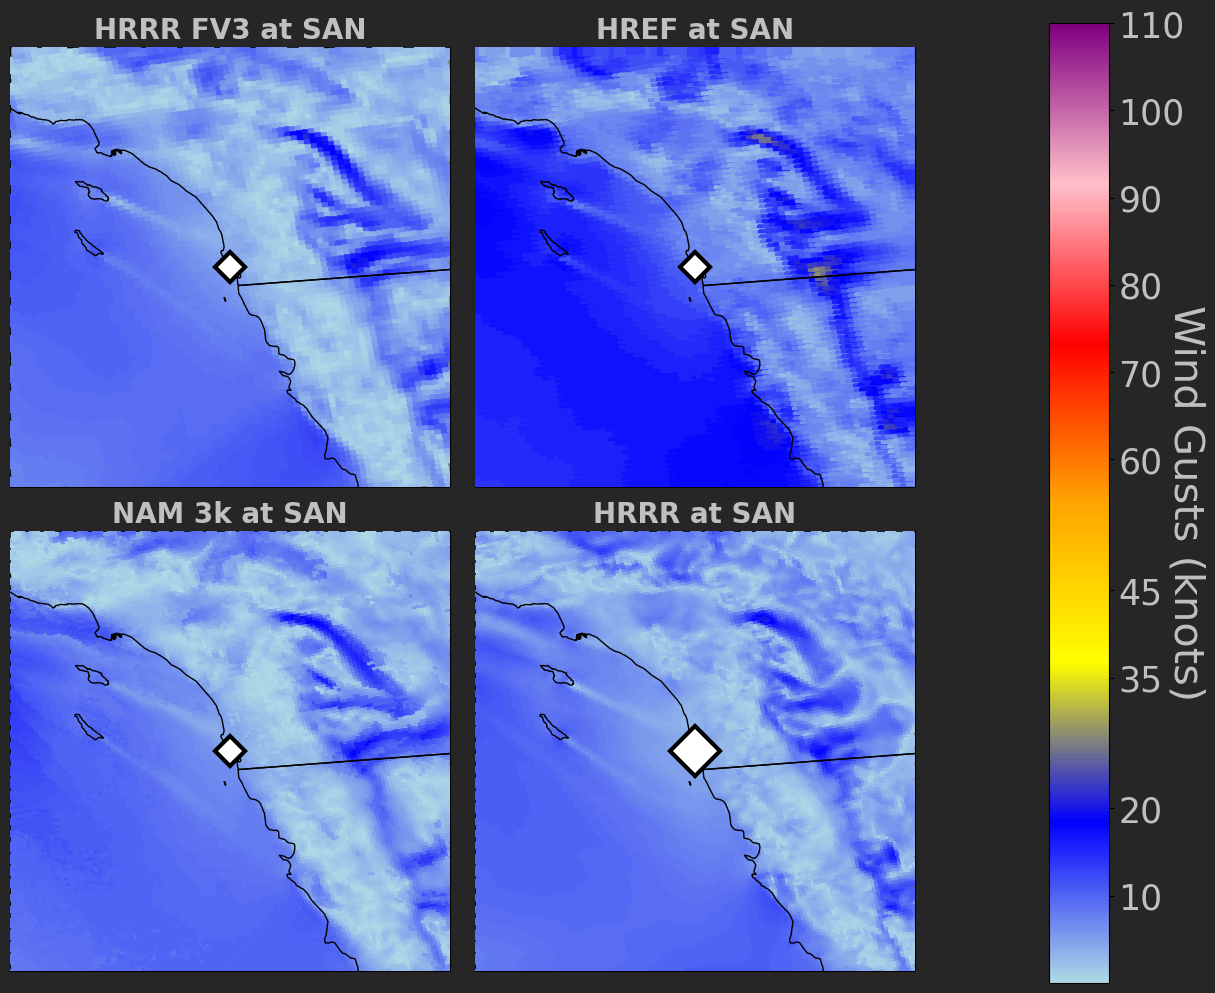 HRRR FV3 at SAN
HREF at SAN
NAM 3k at SAN
HRRR at SAN
110
100
90
80
70
60
45
35
20
10
Wind Gusts (knots)